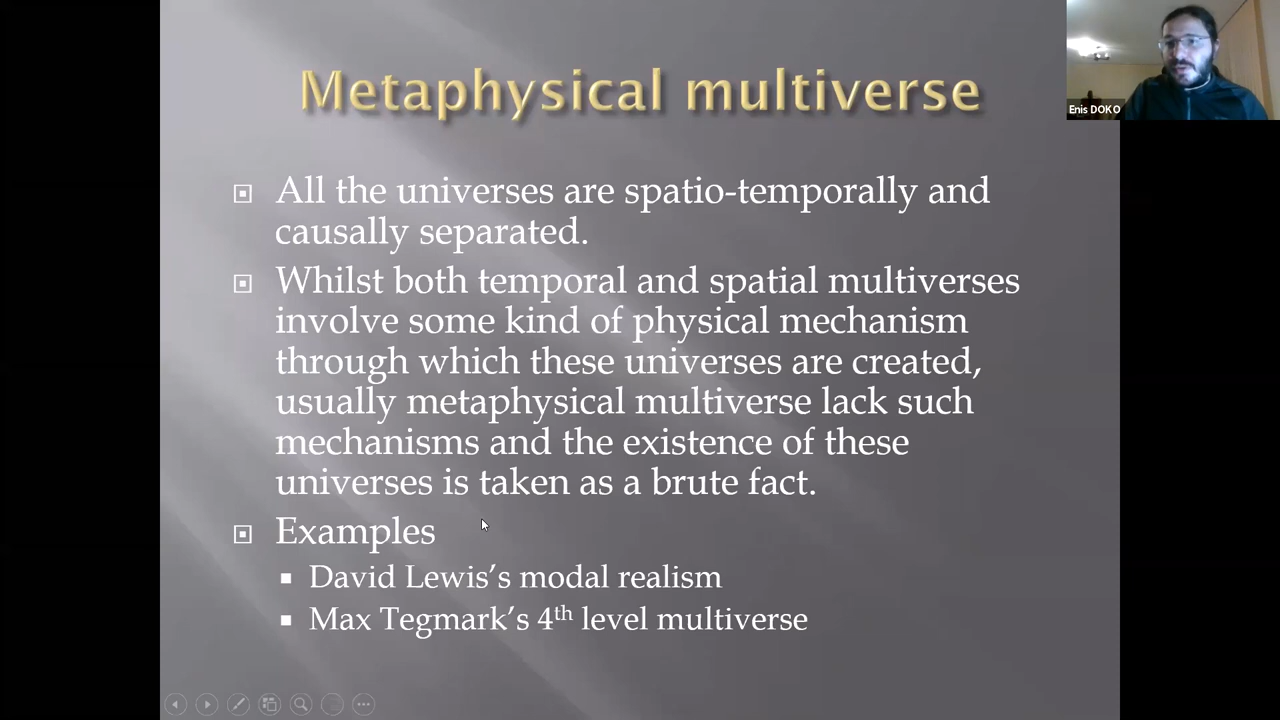 Metaphysical multiverse
Enis DOKO
All the universes are spatio-temporally and
causally separated.
Whilst both temporal and spatial multiverses
involve some kind of physical mechanism
through which these universes are created,
usually metaphysical multiverse lack such
mechanisms and the existence of these
universes is taken as a brute fact.
Examples
David Lewis’s modal realism
Max Tegmark’s 4th level multiverse